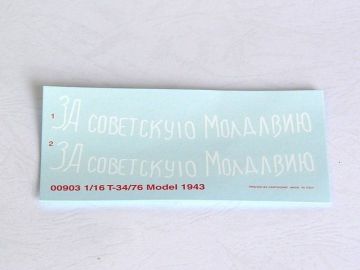 1 ЗА СОВЕТСКУЮ МОЛДАВИЮ
2 ЗА СОВЕТСКУЮ МОЛДАВИЮ
00903 1/16 T-34/76 Model 1943